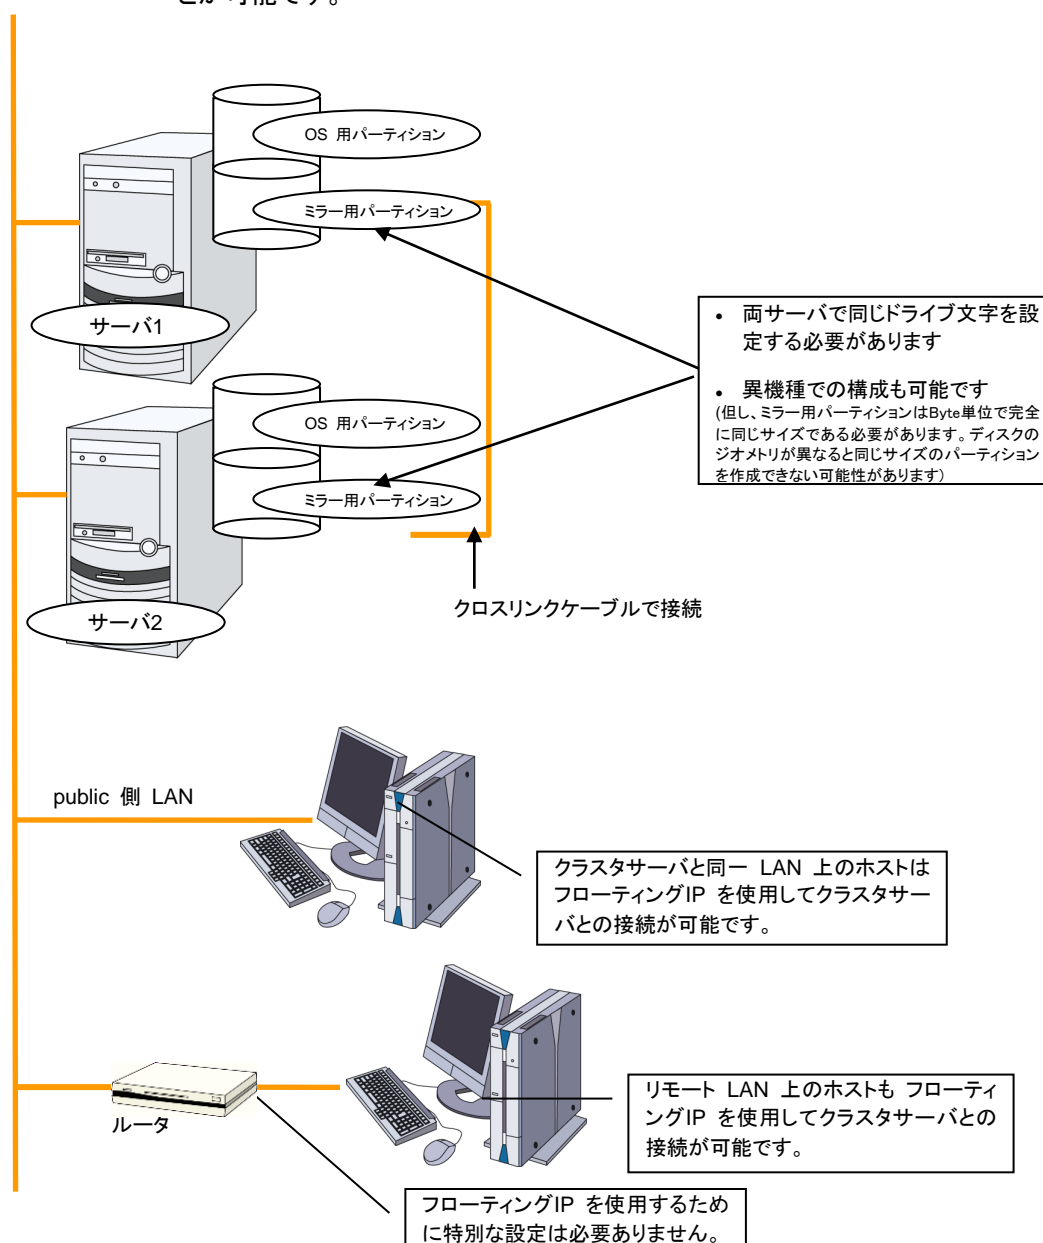 とが可能です。
OS 用パーティション
ミラー用パーティション
サーバ1
・ 両サーバで同じドライブ文字を設
定する必要があります
・ 異機種での構成も可能です
(但し、ミラー用パーティションはByte単位で完全
に同じサイズである必要があります。ディスクの
ジオメトリが異なると同じサイズのパーティション
を作成できない可能性があります)
OS 用パーティション
ミラー用パーティション
クロスリンクケーブルで接続
サーバ2
public 側 LAN
クラスタサーバと同一 LAN 上のホストは
フローティングIP を使用してクラスタサー
バとの接続が可能です。
リモート LAN 上のホストも フローティ
ングIP を使用してクラスタサーバとの
接続が可能です。
ルータ
フローティングIP を使用するため
に特別な設定は必要ありません。